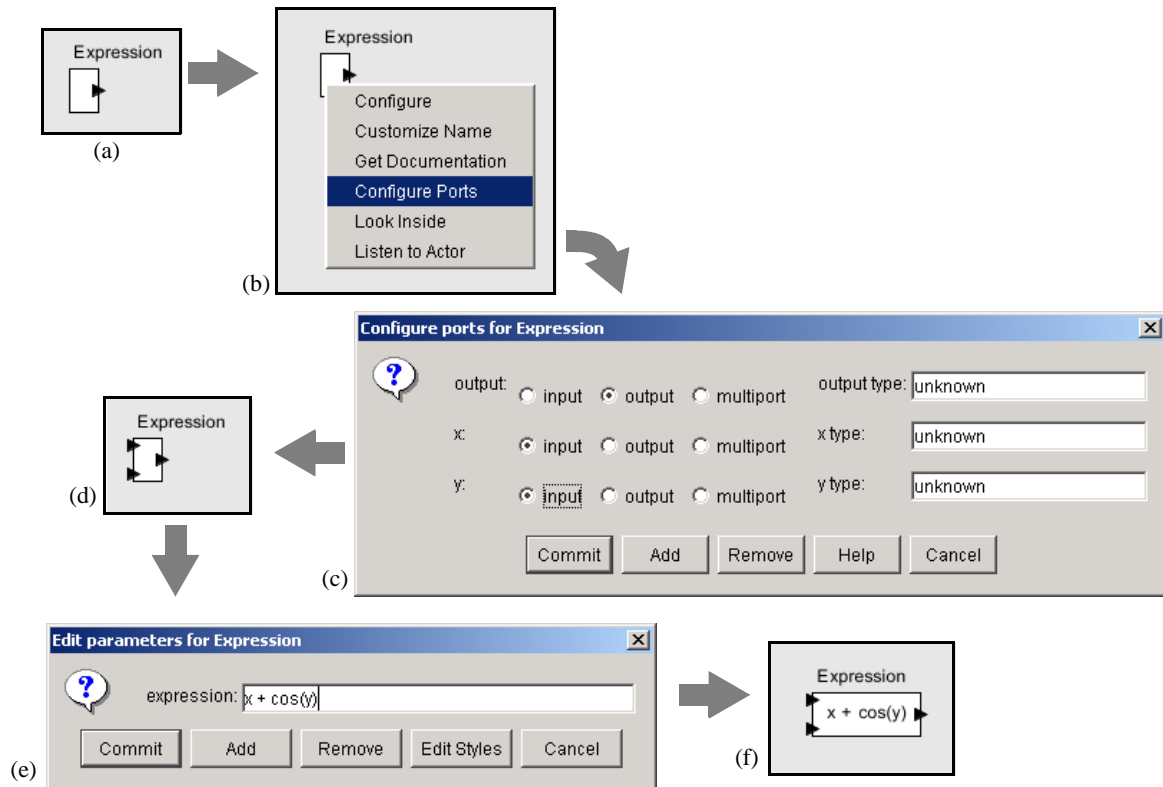 Expression
(a)
Expression
Configure
Customize Name
Get Documentation
Configure Ports
Look Inside
Listen to Actor
(b)
Configure ports for Expression
output: input output multiport output type: unknown
x: input output multiport x type: unknown
y: input output multiport y type: unknown
Commit Add Remove Help Cancel
(c)
Expression
(d)
Edit parameters for Expression
expression: x + cos(y)
Commit Add Remove Edit Styles Cancel
(e)
Expression
x + cos(y)
(f)